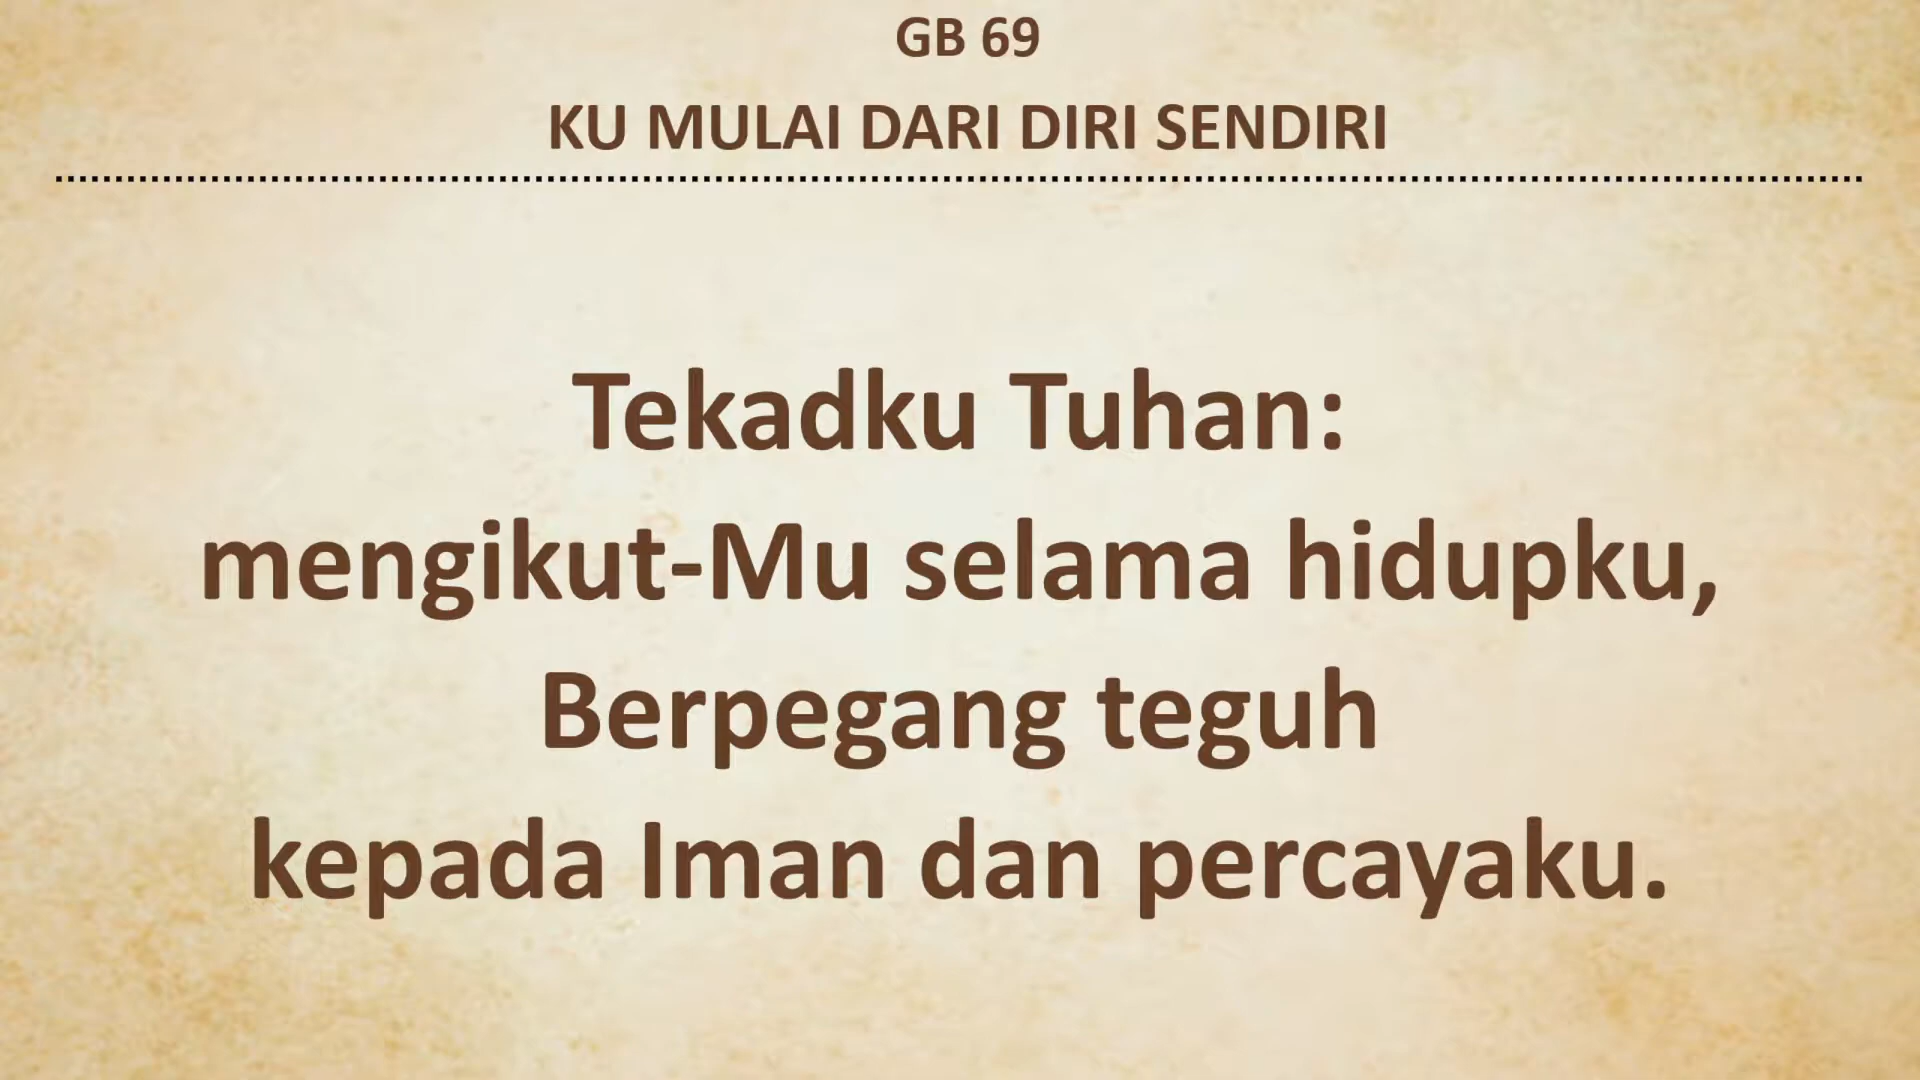 GB 69
KU MULAI DARI DIRI SENDIRI
Tekadku Tuhan:
mengikut-Mu selama hidupku,
Berpegang teguh
kepada Iman dan percayaku.